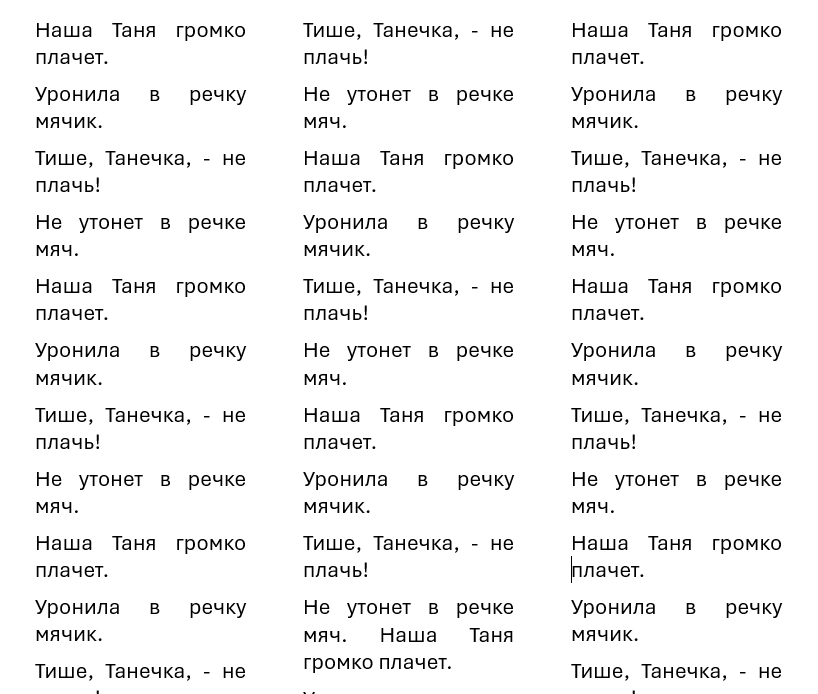 Наша Таня громко
плачет.
Уронила в речку
мячик.
Тише, Танечка, - не
плачь!
Не утонет в речке
мяч.
Наша Таня громко
плачет.
Уронила в речку
мячик.
Тише, Танечка, - не
плачь!
Не утонет в речке
мяч.
Наша Таня громко
плачет.
Уронила в речку
мячик.
Тише, Танечка, - не
Тише, Танечка, - не
плачь!
Не утонет в речке
мяч.
Наша Таня громко
плачет.
Уронила в речку
мячик.
Тише, Танечка, - не
плачь!
Не утонет в речке
мяч.
Наша Таня громко
плачет.
Уронила в речку
мячик.
Тише, Танечка, - не
плачь!
Не утонет в речке
мяч. Наша Таня
громко плачет.
Наша Таня громко
плачет.
Уронила в речку
мячик.
Тише, Танечка, - не
плачь!
Не утонет в речке
мяч.
Наша Таня громко
плачет.
Уронила в речку
мячик.
Тише, Танечка, - не
плачь!
Не утонет в речке
мяч.
Наша Таня громко
плачет.
Уронила в речку
мячик.
Тише, Танечка, - не